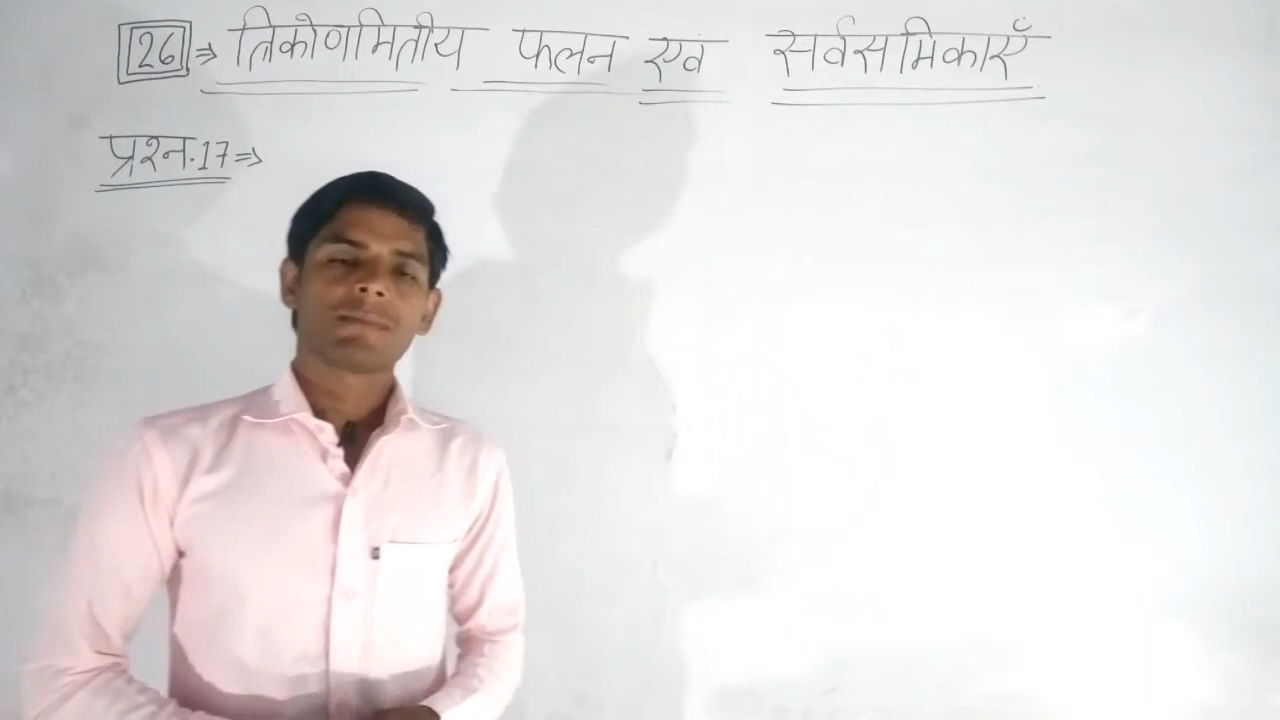 26 ⇒ त्रिकोणमितीय फलन एवं सर्वसमिकाएँ
प्रश्न.17 ⇒